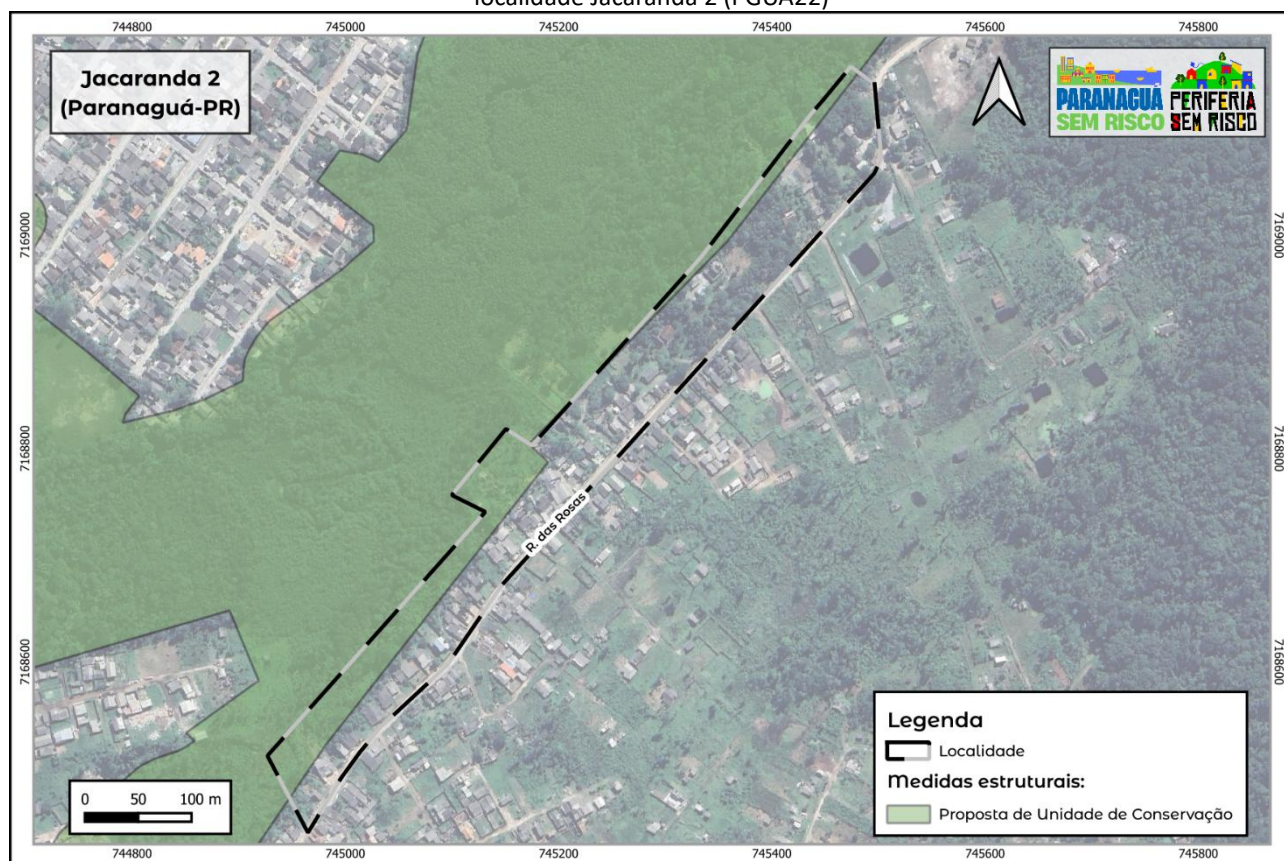 localidade Jacaranda 2 (PGUA22)
744800 745000 745200 745400 745600 745800
Jacaranda 2
(Paranaguá-PR)
PARANAGUÁ
SEM RISCO
PERIFERIA
SEM RISCO
7169000 7169000
7168800 7168800
R. das Rosas
7168600 7168600
Legenda
Localidade
Medidas estruturais:
Proposta de Unidade de Conservação
0 50 100 m
744800 745000 745200 745400 745600 745800